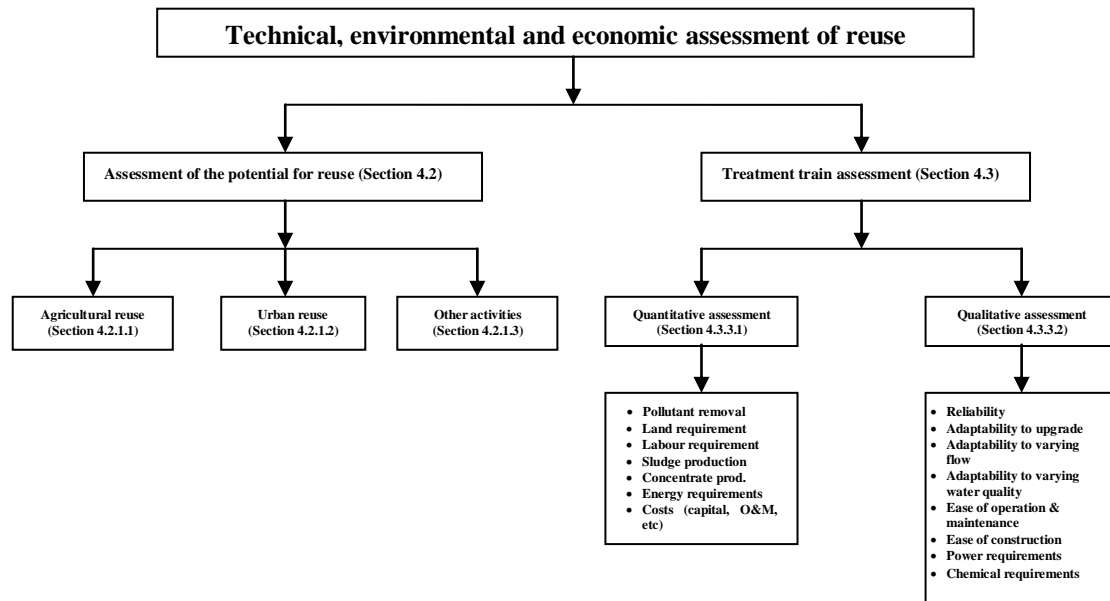 Technical, environmental and economic assessment of reuse
Assessment of the potential for reuse (Section 4.2)
Treatment train assessment (Section 4.3)
Agricultural reuse
(Section 4.2.1.1)
Urban reuse
(Section 4.2.1.2)
Other activities
(Section 4.2.1.3)
Quantitative assessment
(Section 4.3.3.1)
Qualitative assessment
(Section 4.3.3.2)
• Pollutant removal
• Land requirement
• Labour requirement
• Sludge production
• Concentrate prod.
• Energy requirements
• Costs (capital, O&M,
etc)
• Reliability
• Adaptability to upgrade
• Adaptability to varying
flow
• Adaptability to varying
water quality
• Ease of operation &
maintenance
• Ease of construction
• Power requirements
• Chemical requirements